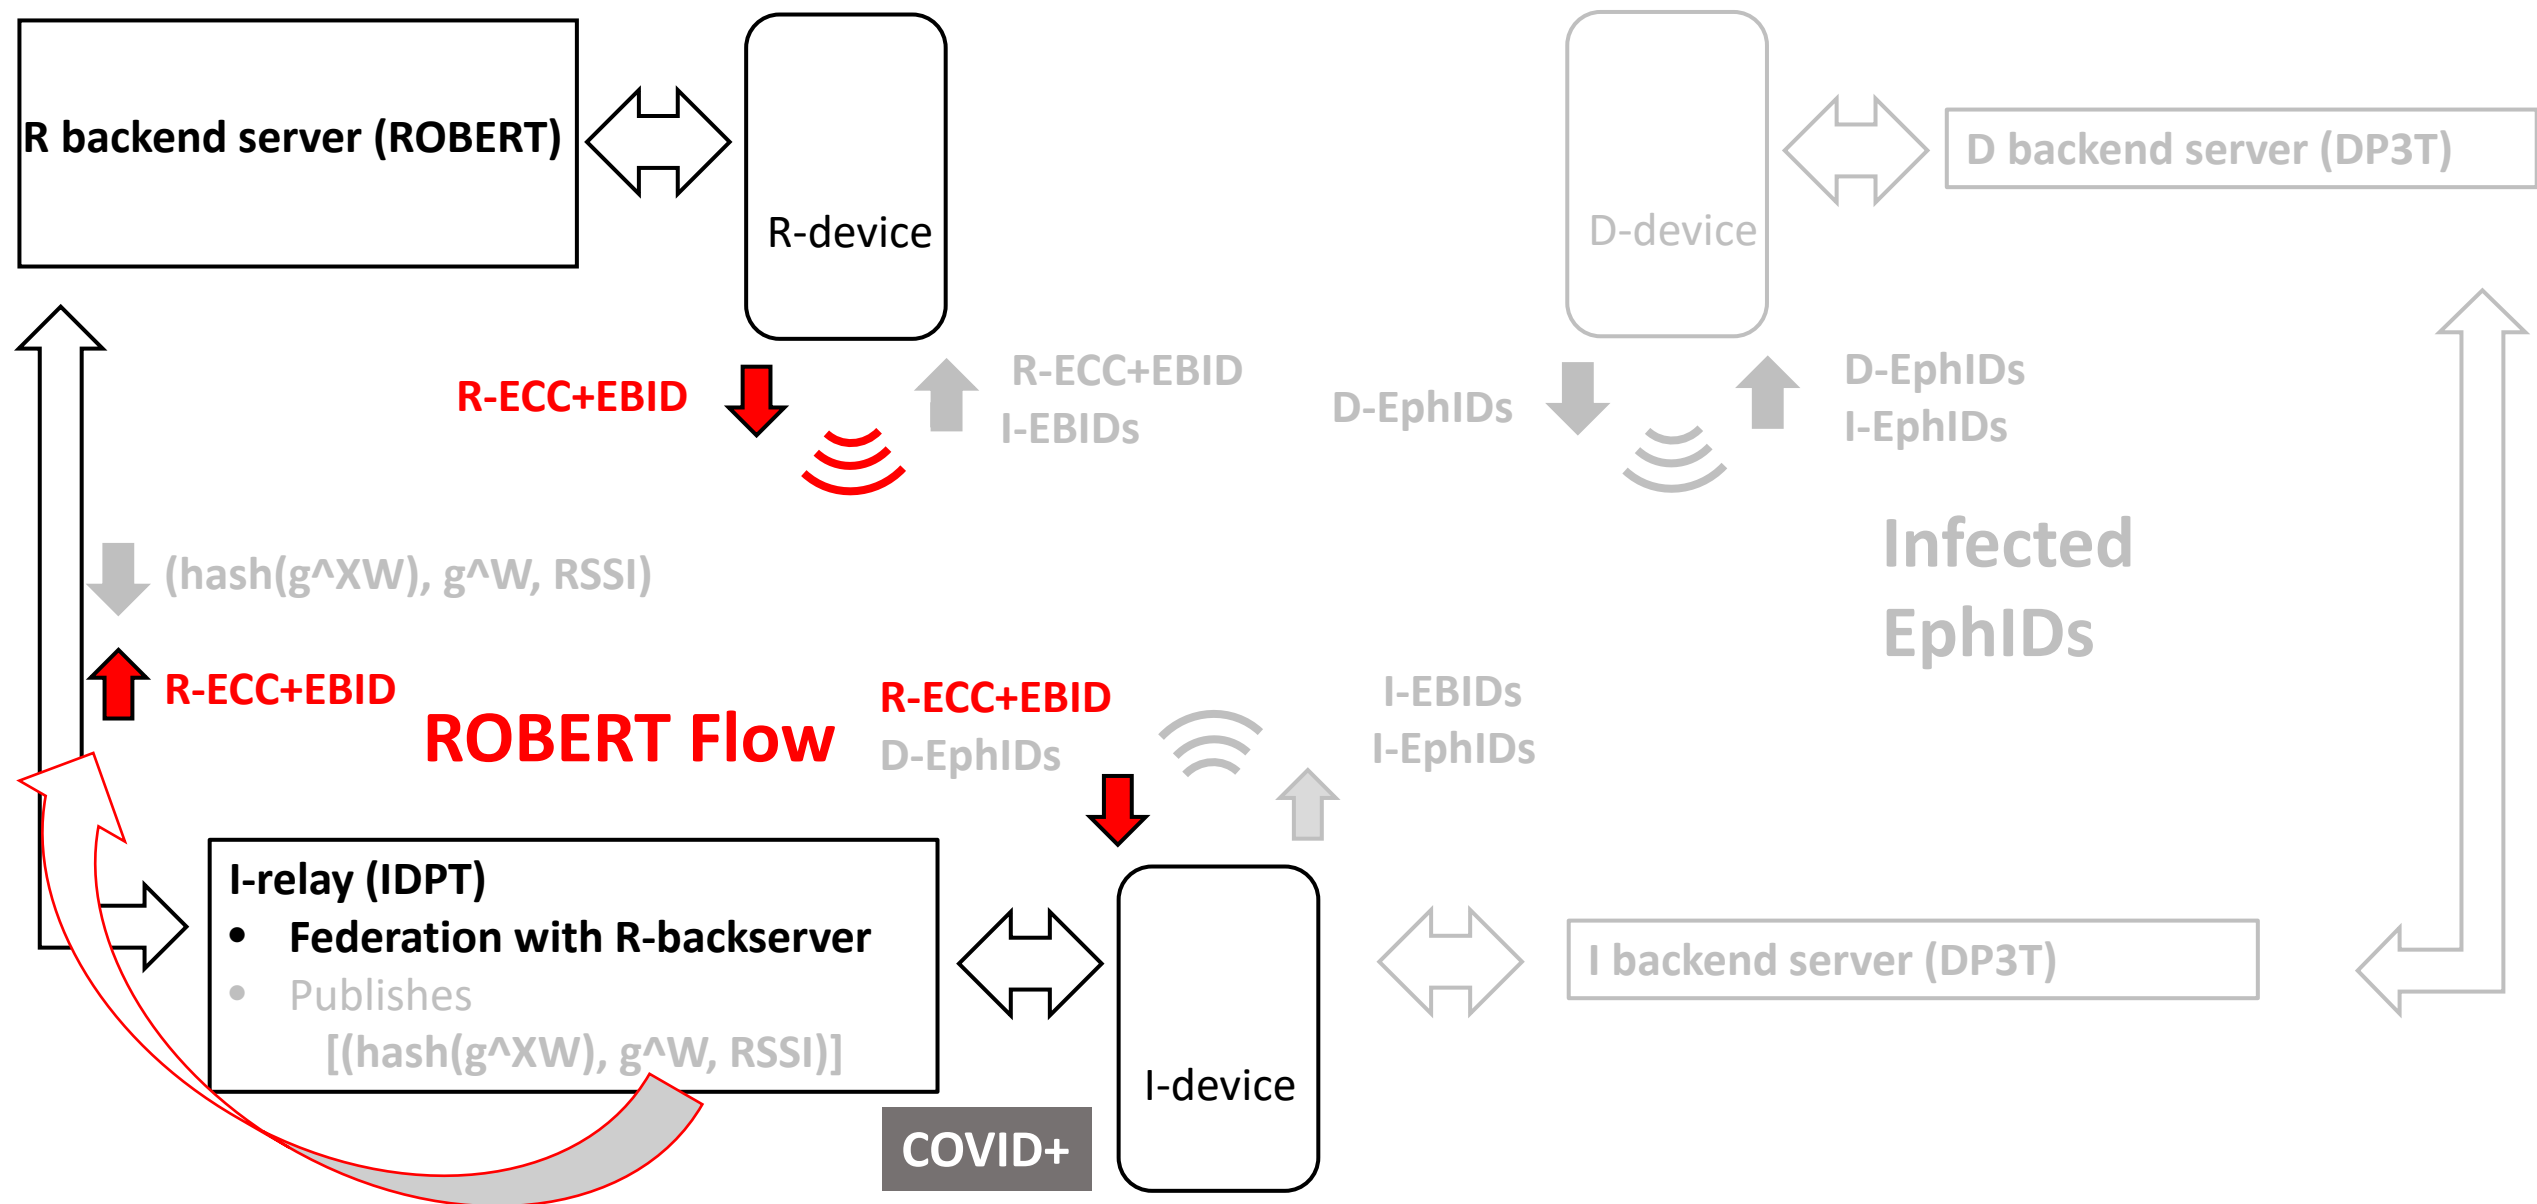 R backend server (ROBERT)
R-device
D-device
D backend server (DP3T)
R-ECC+EBID
R-ECC+EBID
I-EBIDs
D-EphIDs
D-EphIDs
I-EphIDs
Infected
EphIDs
(hash(g^XW), g^W, RSSI)
R-ECC+EBID
ROBERT Flow
R-ECC+EBID
D-EphIDs
I-EBIDs
I-EphIDs
I-relay (IDPT)
• Federation with R-backserver
• Publishes
[(hash(g^XW), g^W, RSSI)]
I-device
I backend server (DP3T)
COVID+